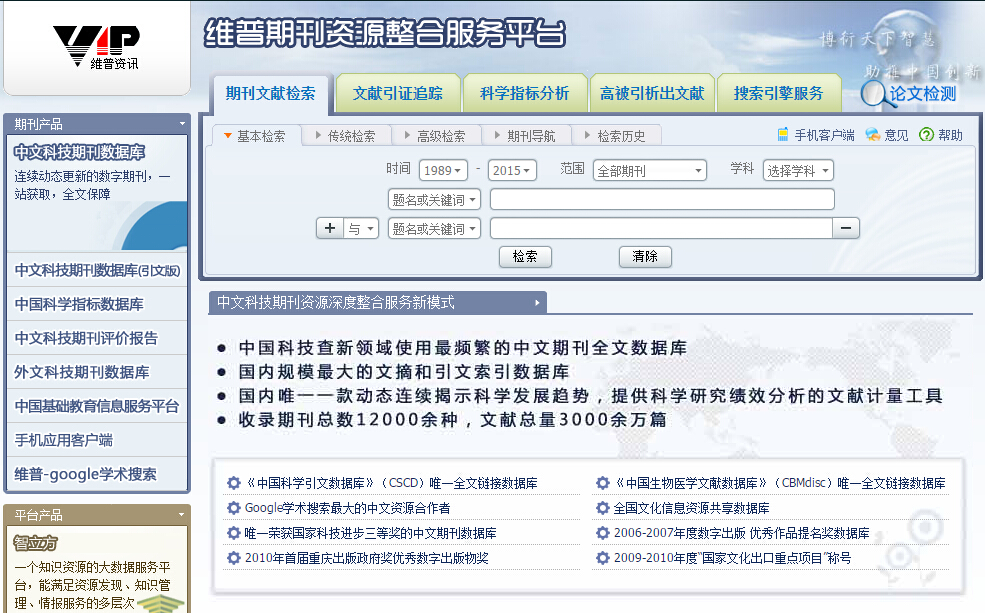 VIP
维普资讯
维普期刊资源整合服务平台
博衍天下智慧
助推中国创新
期刊文献检索
文献引证追踪
科学指标分析
高被引析出文献
搜索引擎服务
论文检测
基本检索
传统检索
高级检索
期刊导航
检索历史
手机客户端
意见
帮助
时间 1989 - 2015 范围 全部期刊 学科 选择学科
题名或关键词
+ 与 题名或关键词 −
检索 清除
期刊产品
中文科技期刊数据库
连续动态更新的数字期刊，一
站获取，全文保障
中文科技期刊数据库(引文版)
中国科学指标数据库
中文科技期刊评价报告
外文科技期刊数据库
中国基础教育信息服务平台
手机应用客户端
维普-google学术搜索
平台产品
智立方
一个知识资源的大数据服务平
台，能满足资源发现、知识管
理、情报服务的多层次
中文科技期刊资源深度整合服务新模式
● 中国科技查新领域使用最频繁的中文期刊全文数据库
● 国内规模最大的文摘和引文索引数据库
● 国内唯一一款动态连续揭示科学发展趋势，提供科学研究绩效分析的文献计量工具
● 收录期刊总数12000余种，文献总量3000余万篇
《中国科学引文数据库》（CSCD）唯一全文链接数据库
《中国生物医学文献数据库》（CBMdisc）唯一全文链接数据库
Google学术搜索最大的中文资源合作者
全国文化信息资源共享数据库
唯一荣获国家科技进步三等奖的中文期刊数据库
2006-2007年度数字出版 优秀作品提名奖数据库
2010年首届重庆出版政府奖优秀数字出版物奖
2009-2010年度"国家文化出口重点项目"称号